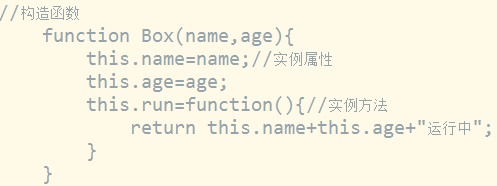 //构造函数
function Box(name,age){
this.name=name;//实例属性
this.age=age;
this.run=function(){//实例方法
return this.name+this.age+"运行中";
}
}